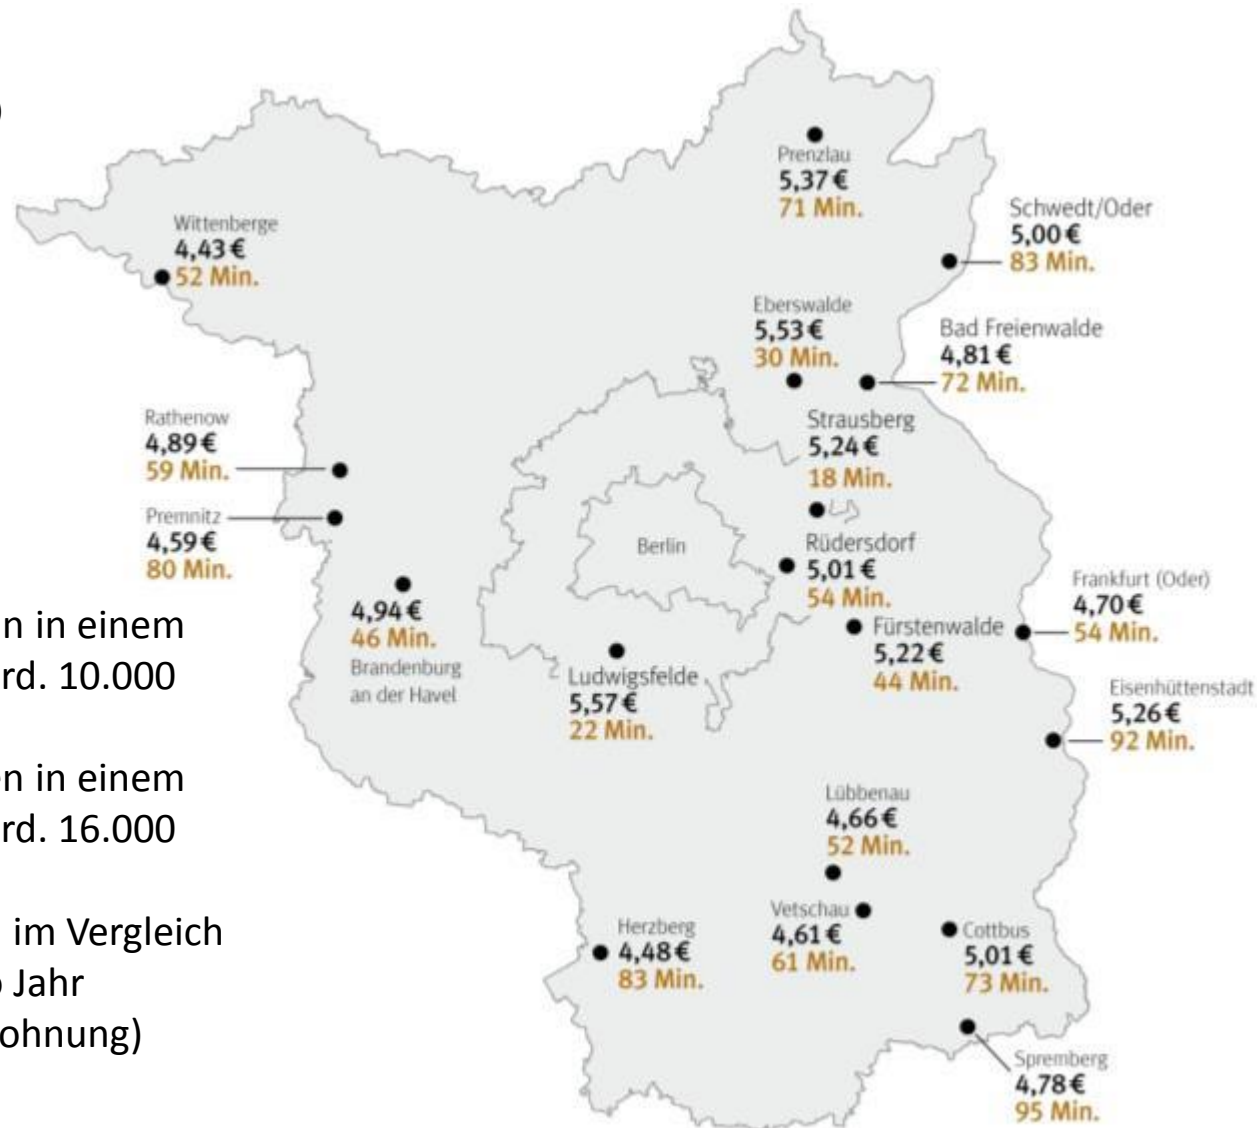 )
n in einem
rd. 10.000
en in einem
rd. 16.000
im Vergleich
Jahr
ohnung)
Prenzlau
5,37 €
71 Min.
Wittenberge
4,43 €
52 Min.
Schwedt/Oder
5,00 €
83 Min.
Eberswalde
5,53 €
30 Min.
Bad Freienwalde
4,81 €
72 Min.
Rathenow
4,89 €
59 Min.
Strausberg
5,24 €
18 Min.
Premnitz
4,59 €
80 Min.
Berlin
Rüdersdorf
5,01 €
54 Min.
4,94 €
46 Min.
Brandenburg
an der Havel
Frankfurt (Oder)
4,70 €
54 Min.
Fürstenwalde
5,22 €
44 Min.
Ludwigsfelde
5,57 €
22 Min.
Eisenhüttenstadt
5,26 €
92 Min.
Lübbenau
4,66 €
52 Min.
Vetschau
4,61 €
61 Min.
Herzberg
4,48 €
83 Min.
Cottbus
5,01 €
73 Min.
Spremberg
4,78 €
95 Min.